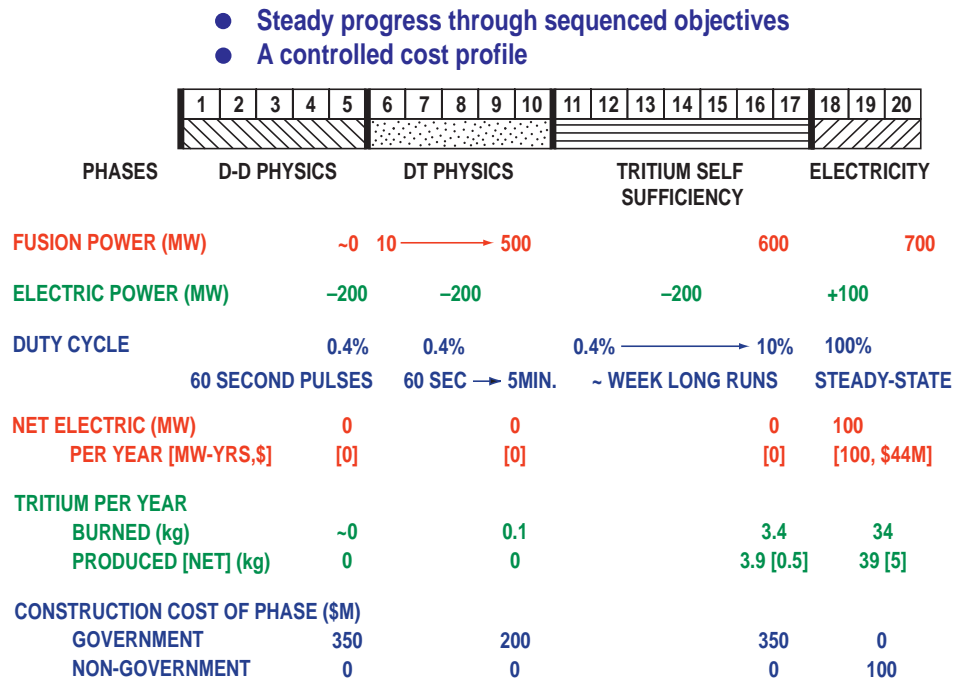 ● Steady progress through sequenced objectives
● A controlled cost profile
1 2 3 4 5 6 7 8 9 10 11 12 13 14 15 16 17 18 19 20
PHASES D-D PHYSICS DT PHYSICS TRITIUM SELF SUFFICIENCY ELECTRICITY
FUSION POWER (MW) ~0 10 → 500 600 700
ELECTRIC POWER (MW) –200 –200 –200 +100
DUTY CYCLE 0.4% 0.4% 0.4% → 10% 100%
60 SECOND PULSES 60 SEC → 5MIN. ~ WEEK LONG RUNS STEADY-STATE
NET ELECTRIC (MW) 0 0 0 100
PER YEAR [MW-YRS,$] [0] [0] [0] [100, $44M]
TRITIUM PER YEAR
BURNED (kg) ~0 0.1 3.4 34
PRODUCED [NET] (kg) 0 0 3.9 [0.5] 39 [5]
CONSTRUCTION COST OF PHASE ($M)
GOVERNMENT 350 200 350 0
NON-GOVERNMENT 0 0 0 100